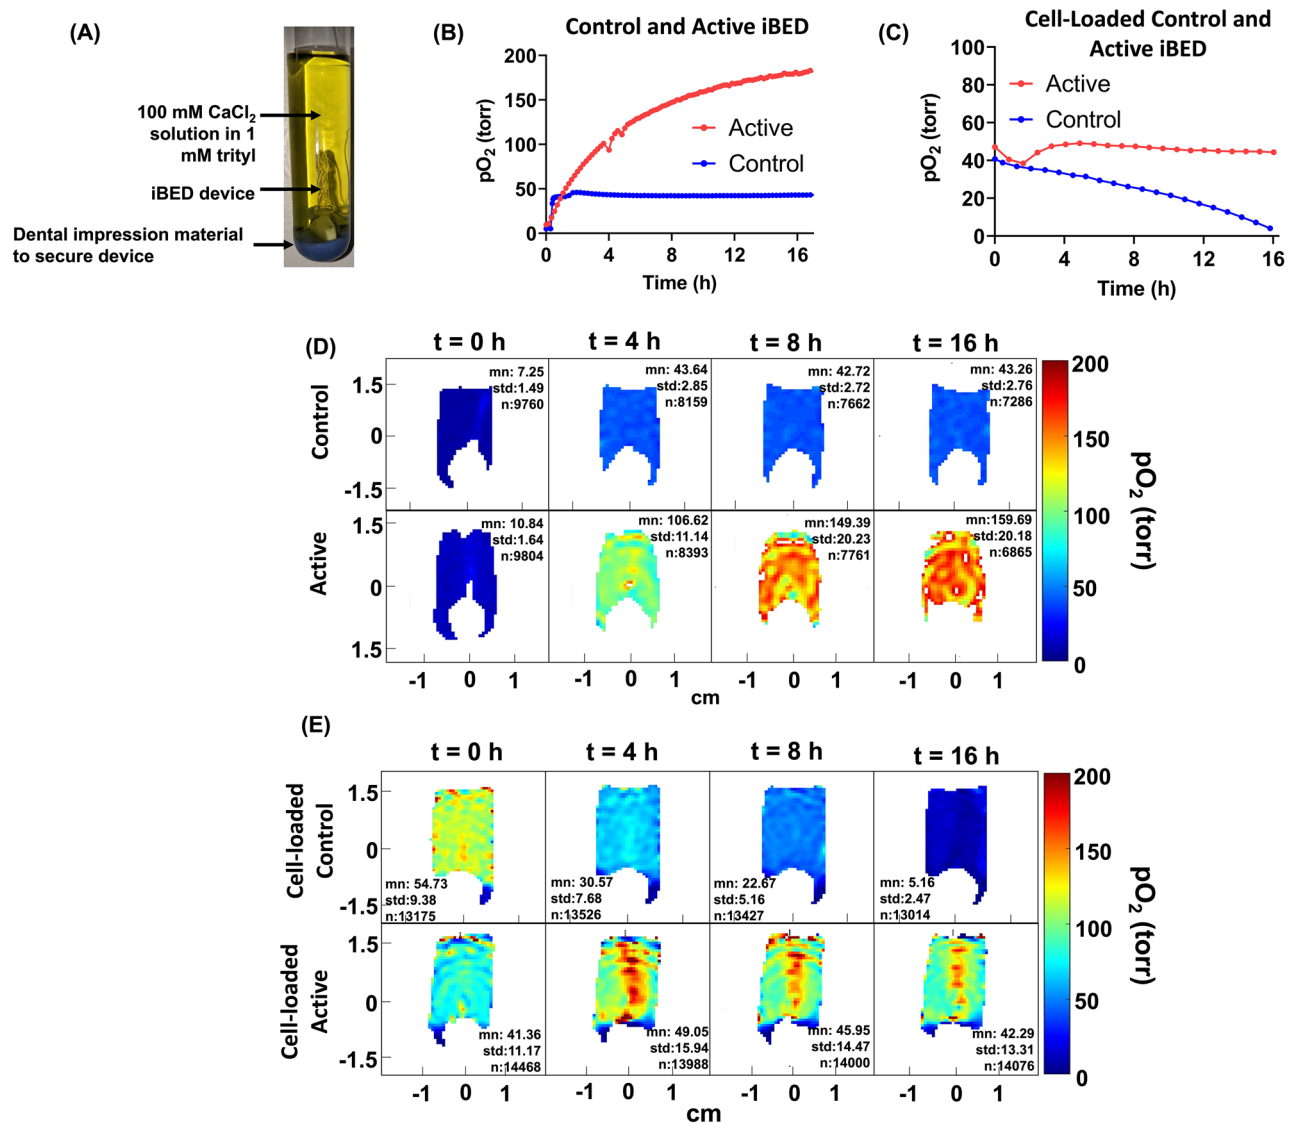 (A)
100 mM CaCl2
solution in 1
mM trityl
iBED device
Dental impression material
to secure device
(B)
Control and Active iBED
pO2 (torr)
200
150
100
50
0
Active
Control
0 4 8 12 16
Time (h)
(C)
Cell-Loaded Control and
Active iBED
pO2 (torr)
100
80
60
40
20
0
Active
Control
0 4 8 12 16
Time (h)
(D)
t = 0 h t = 4 h t = 8 h t = 16 h
Control
1.5
0
-1.5
mn: 7.25
std:1.49
n:9760
mn: 43.64
std:2.85
n:8159
mn: 42.72
std:2.72
n:7662
mn: 43.26
std:2.76
n:7286
Active
1.5
0
1.5
mn: 10.84
std:1.64
n:9804
mn: 106.62
std:11.14
n:8393
mn:149.39
std:20.23
n:7761
mn:159.69
std:20.18
n:6865
-1 0 1 -1 0 1 -1 0 1 -1 0 1
cm
200
150
100
50
0
pO2 (torr)
(E)
t = 0 h t = 4 h t = 8 h t = 16 h
Cell-loaded
Control
1.5
0
-1.5
mn: 54.73
std:9.38
n:13175
mn: 30.57
std:7.68
n:13526
mn: 22.67
std:5.16
n:13427
mn: 5.16
std:2.47
n:13014
Cell-loaded
Active
1.5
0
-1.5
mn: 41.36
std:11.17
n:14468
mn: 49.05
std:15.94
n:13988
mn: 45.95
std:14.47
n:14000
mn: 42.29
std:13.31
n:14076
-1 0 1 -1 0 1 -1 0 1 -1 0 1
cm
200
150
100
50
0
pO2 (torr)